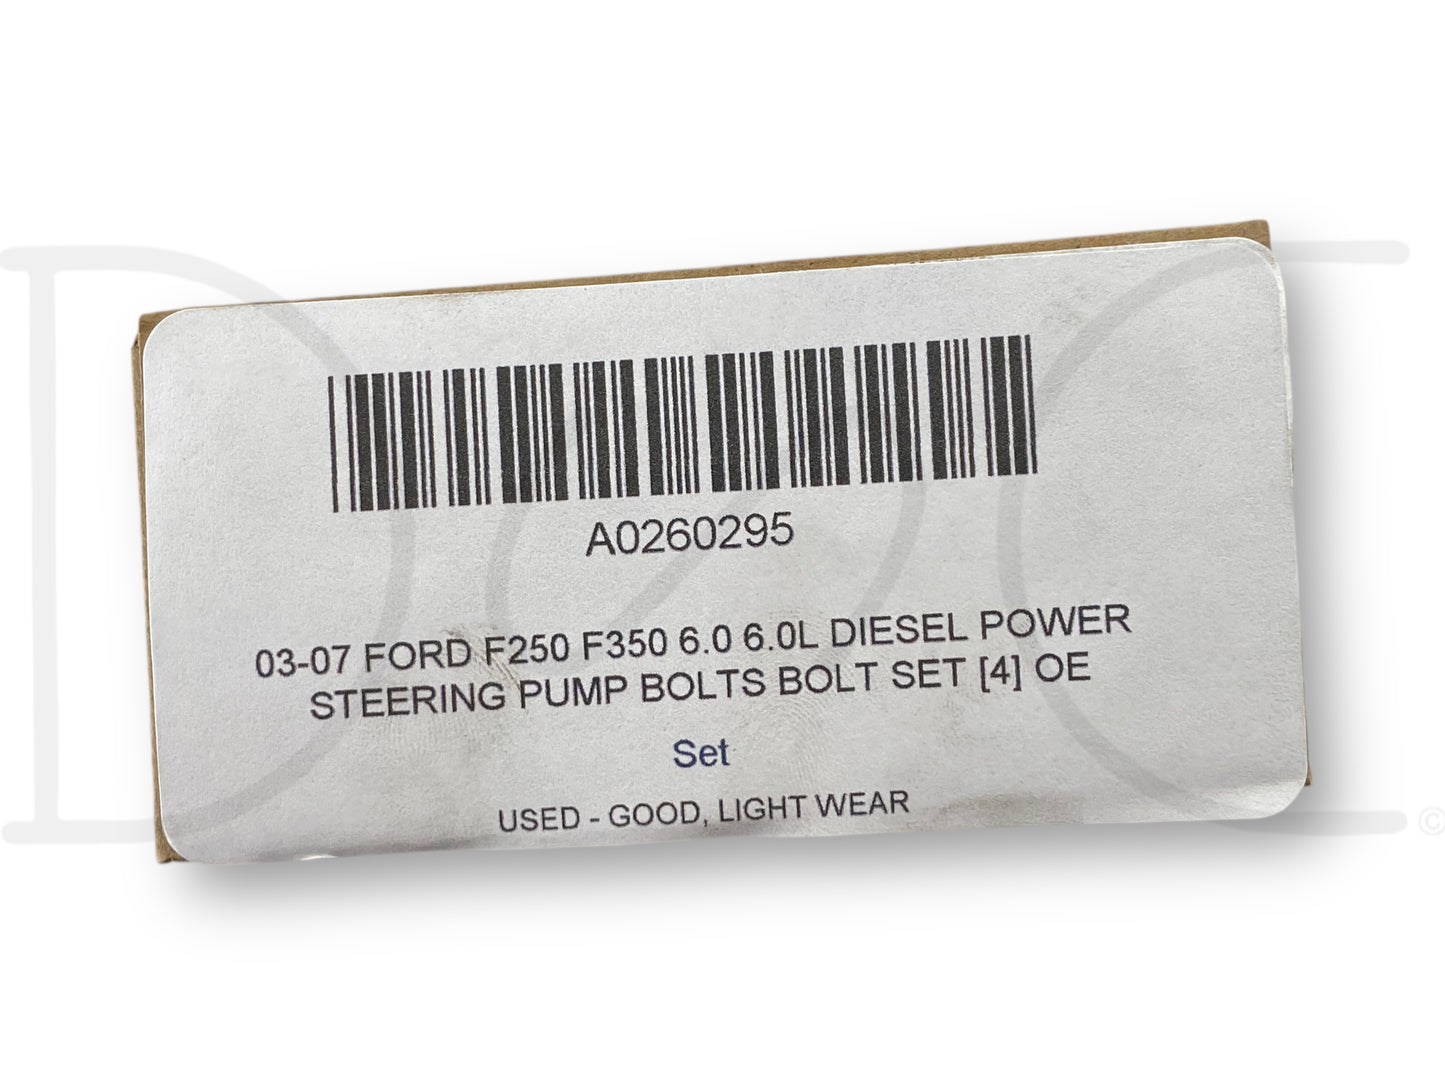 A0260295
03-07 FORD F250 F350 6.0 6.0L DIESEL POWER
STEERING PUMP BOLTS BOLT SET [4] OE
Set
USED - GOOD, LIGHT WEAR
©